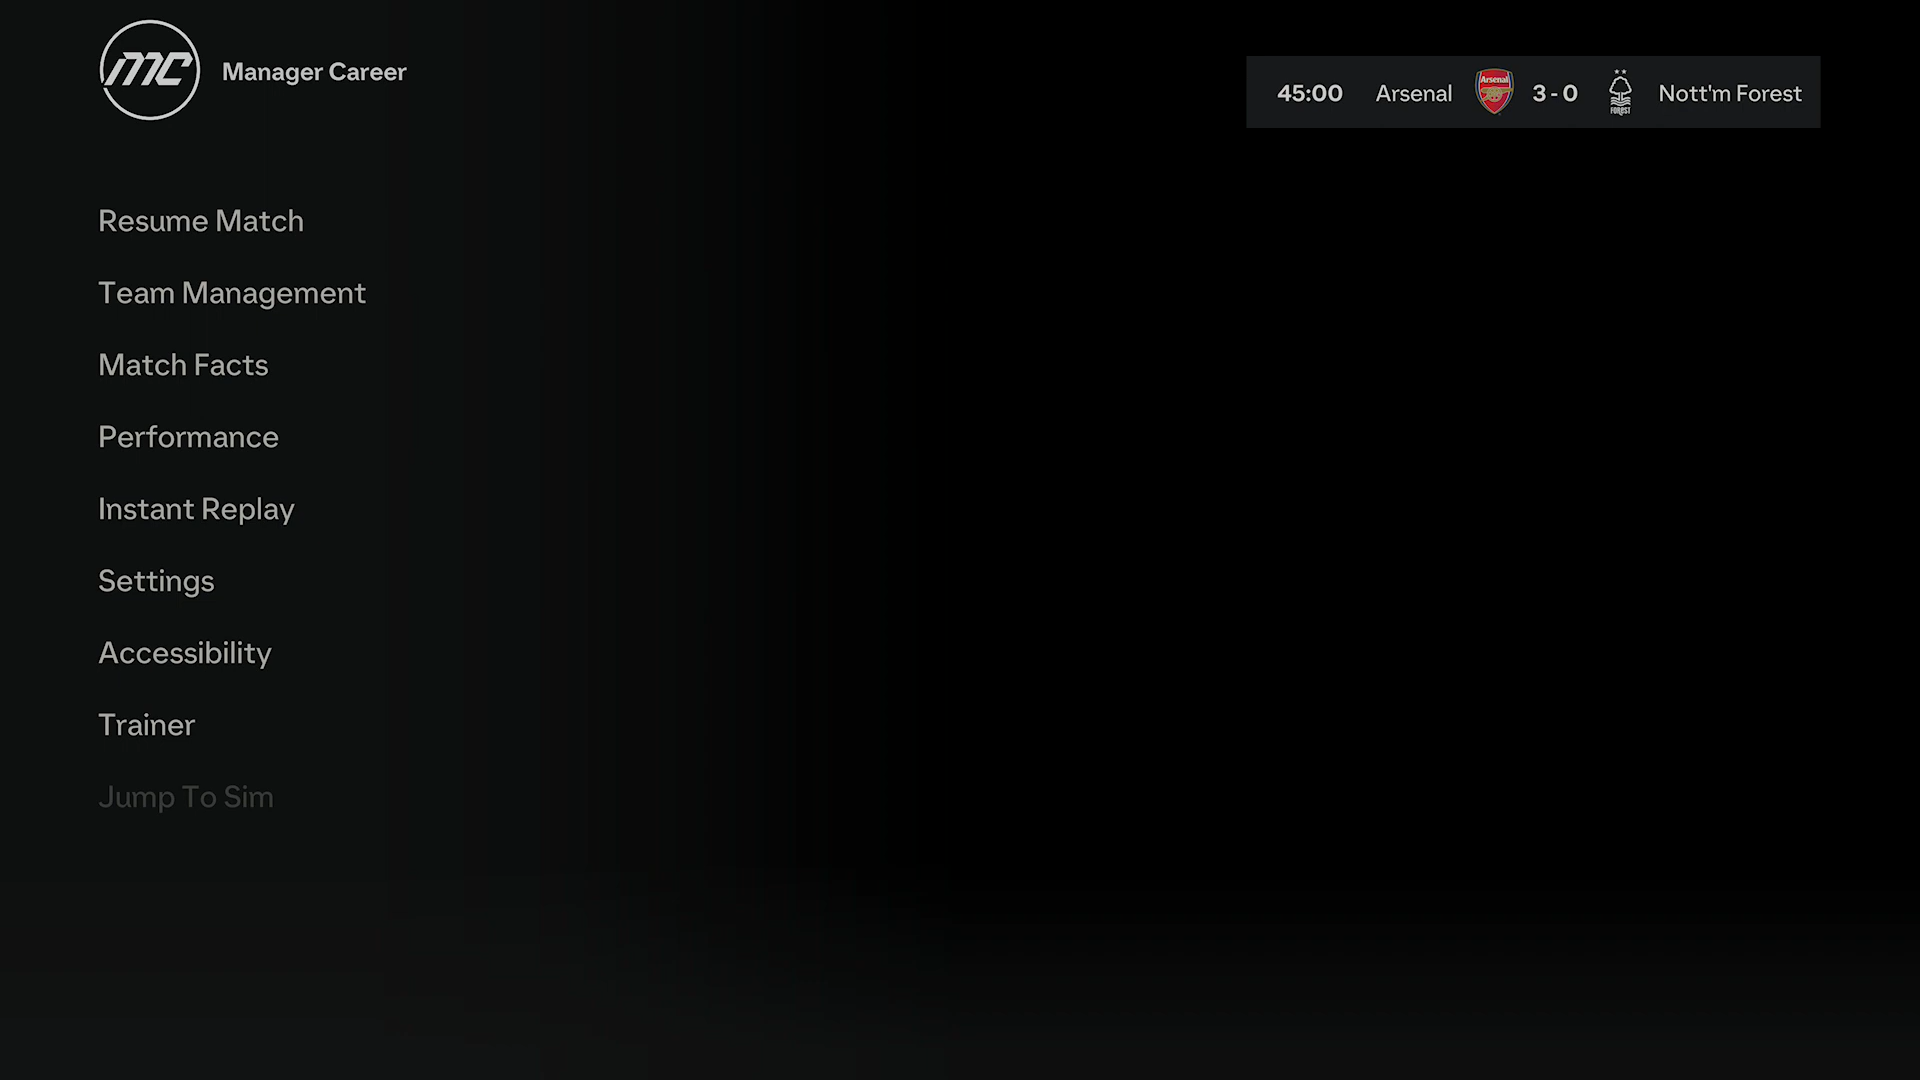 MC Manager Career
45:00 Arsenal Arsenal 3 - 0 FOREST Nott'm Forest
Resume Match
Team Management
Match Facts
Performance
Instant Replay
Settings
Accessibility
Trainer
Jump To Sim